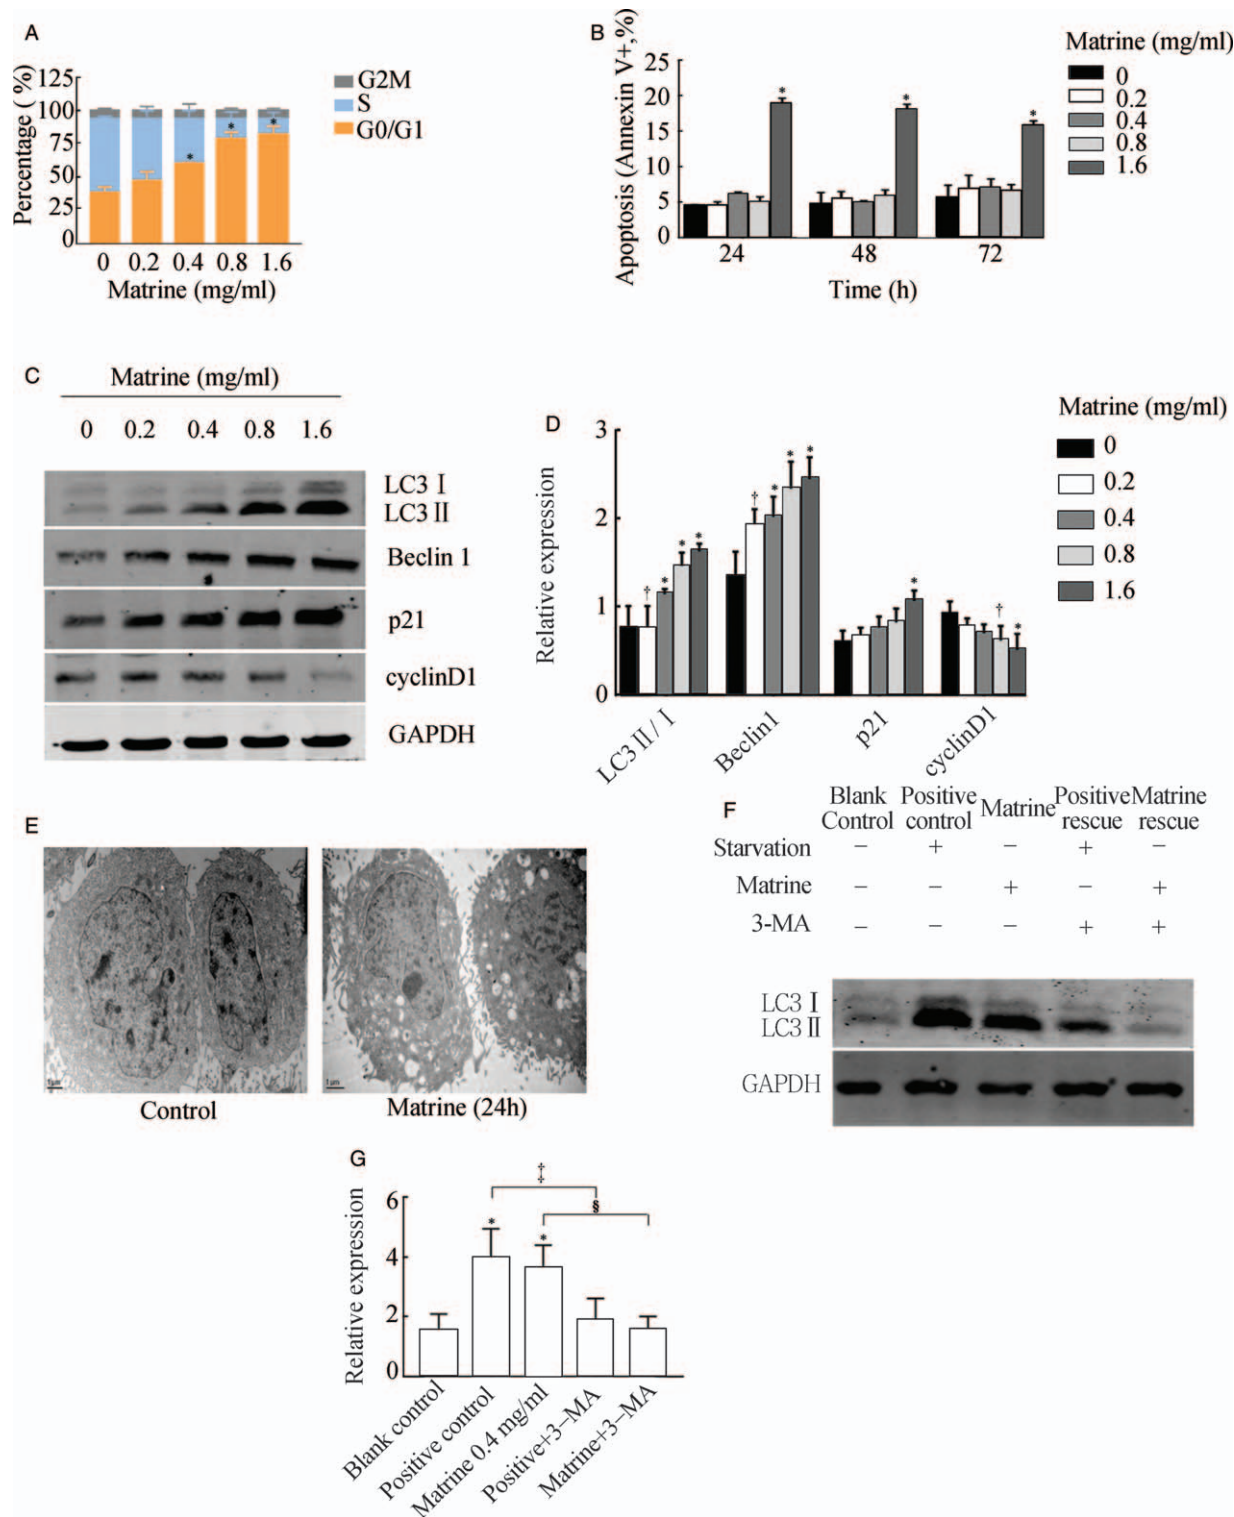 A
Percentage ( %)
125
100
75
50
25
0
G2M
S
G0/G1
*
*
*
0 0.2 0.4 0.8 1.6
Matrine (mg/ml)
B
Apoptosis (Annexin V+,%)
25
20
15
10
5
0
*
*
*
24 48 72
Time (h)
Matrine (mg/ml)
0
0.2
0.4
0.8
1.6
C
Matrine (mg/ml)
0 0.2 0.4 0.8 1.6
LC3 I
LC3 II
Beclin 1
p21
cyclinD1
GAPDH
D
Relative expression
3
2
1
0
† * * *
† * * *
*
† *
LC3 II / I
Beclin1
p21
cyclinD1
Matrine (mg/ml)
0
0.2
0.4
0.8
1.6
E
1μm
Control
1μm
Matrine (24h)
F
Blank Control
Positive control
Matrine
Positive rescue
Matrine rescue
Starvation − + − + −
Matrine − − + − +
3-MA − − − + +
LC3 I
LC3 II
GAPDH
G
Relative expression
6
4
2
0
‡
§
*
*
Blank control
Positive control
Matrine 0.4 mg/ml
Positive+3−MA
Matrine+3−MA